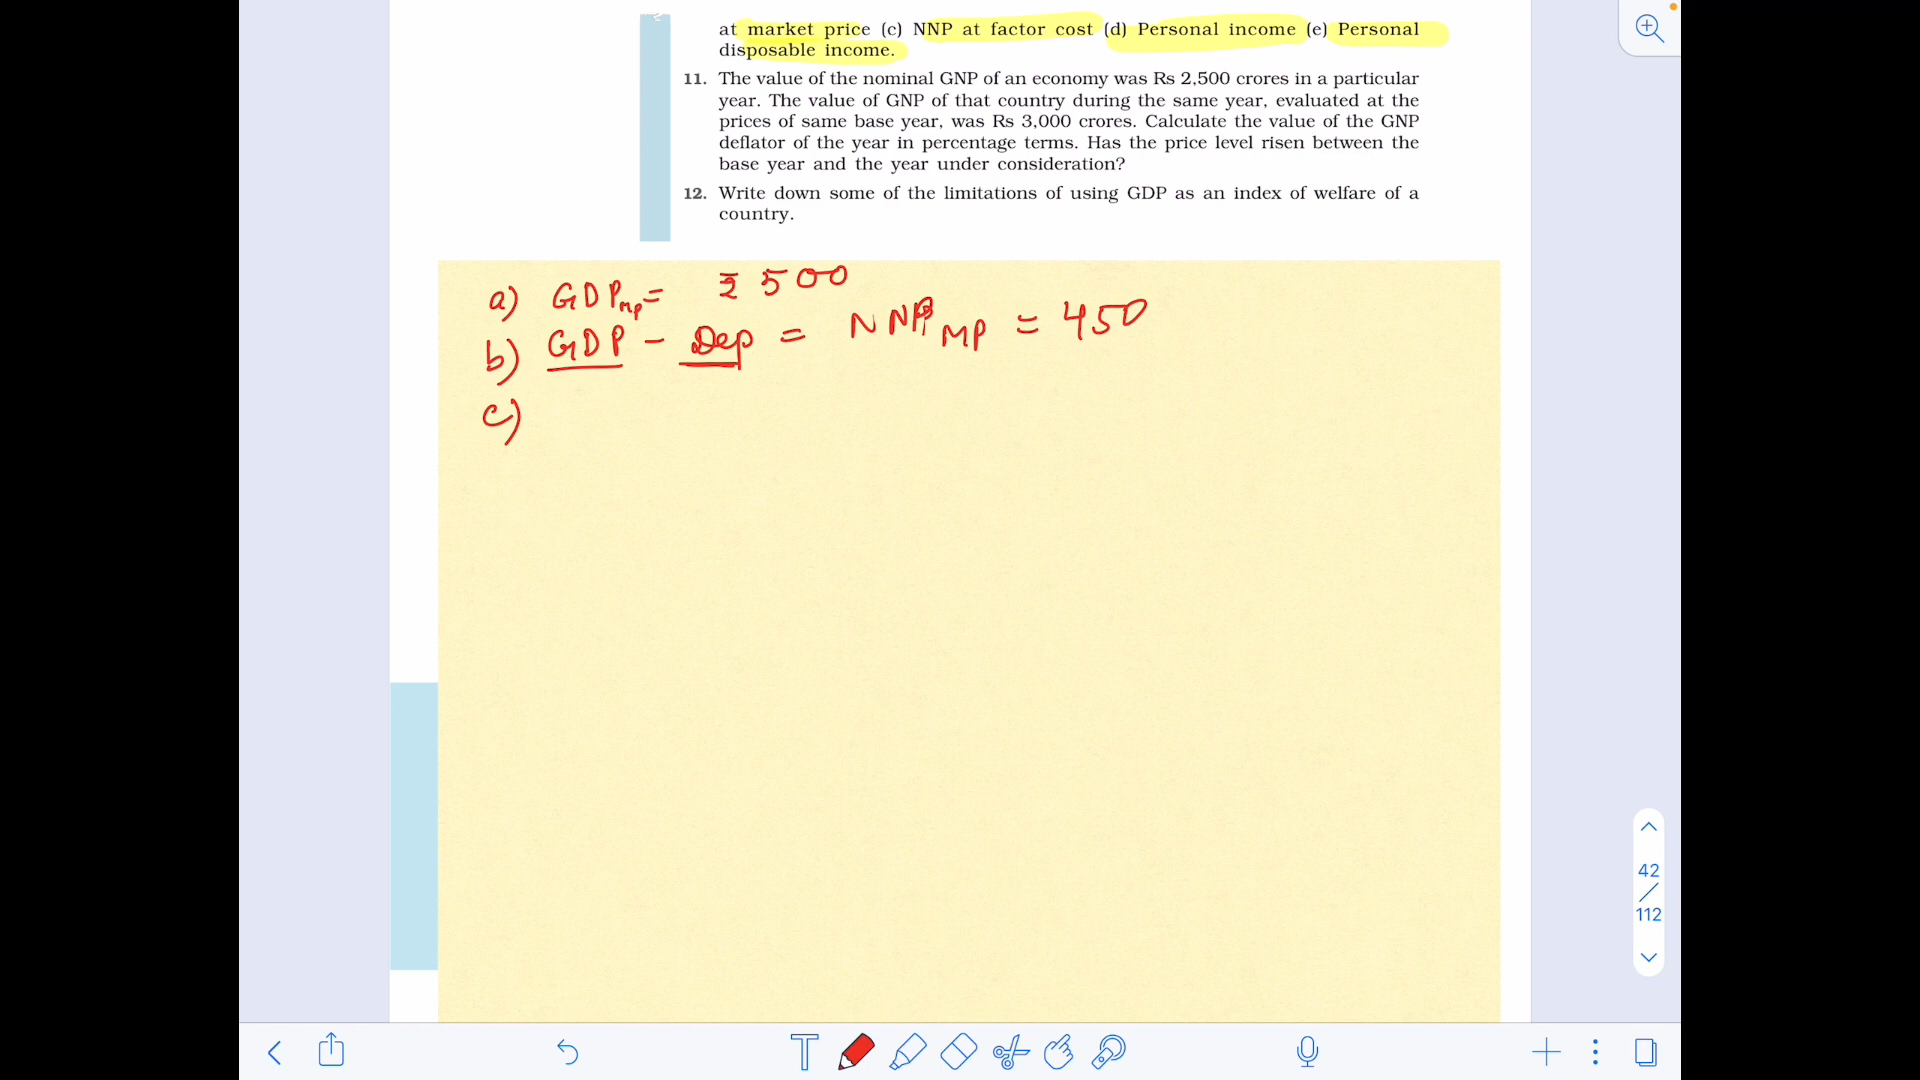 at market price (c) NNP at factor cost (d) Personal income (e) Personal
disposable income.
11. The value of the nominal GNP of an economy was Rs 2,500 crores in a particular
year. The value of GNP of that country during the same year, evaluated at the
prices of same base year, was Rs 3,000 crores. Calculate the value of the GNP
deflator of the year in percentage terms. Has the price level risen between the
base year and the year under consideration?
12. Write down some of the limitations of using GDP as an index of welfare of a
country.
a) GDPMP = ₹ 500
b) GDP - Dep = NNPMP = 450
c)
42
112
T